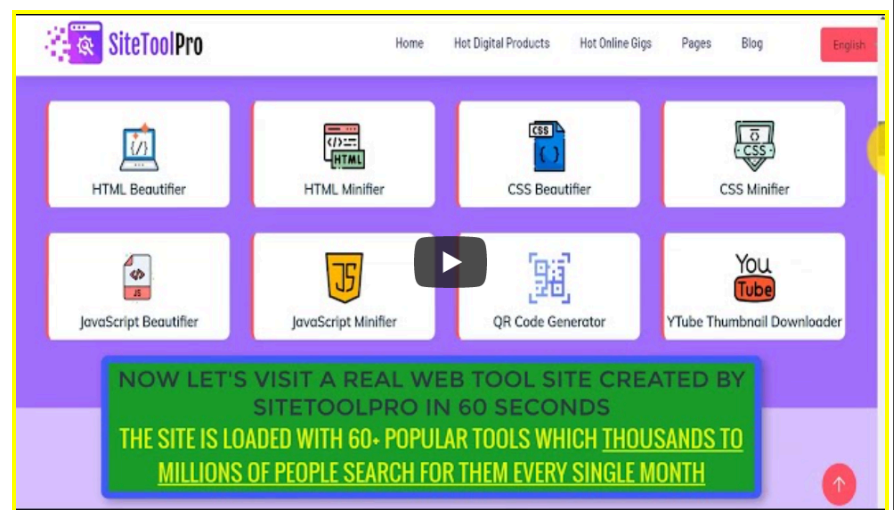 SiteToolPro
Home Hot Digital Products Hot Online Gigs Pages Blog English
{/}
</>
HTML
CSS
{ }
CSS
HTML Beautifier HTML Minifier CSS Beautifier CSS Minifier
</>
JS
JS
You
Tube
JavaScript Beautifier JavaScript Minifier QR Code Generator YTube Thumbnail Downloader
NOW LET'S VISIT A REAL WEB TOOL SITE CREATED BY
SITETOOLPRO IN 60 SECONDS
THE SITE IS LOADED WITH 60+ POPULAR TOOLS WHICH THOUSANDS TO
MILLIONS OF PEOPLE SEARCH FOR THEM EVERY SINGLE MONTH